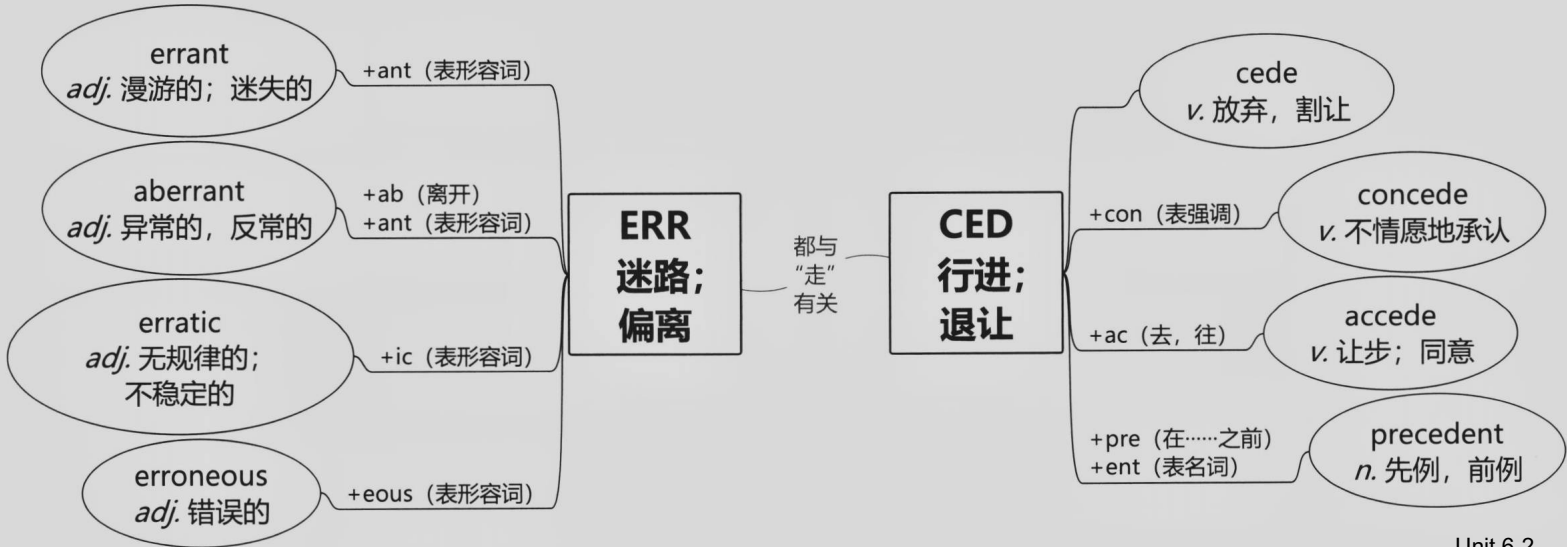 errant
adj. 漫游的；迷失的
+ant（表形容词）
aberrant
adj. 异常的，反常的
+ab（离开）
+ant（表形容词）
erratic
adj. 无规律的；
不稳定的
+ic（表形容词）
erroneous
adj. 错误的
+eous（表形容词）
ERR
迷路；
偏离
都与
“走”
有关
CED
行进；
退让
cede
v. 放弃，割让
+con（表强调）
concede
v. 不情愿地承认
+ac（去，往）
accede
v. 让步；同意
+pre（在……之前）
+ent（表名词）
precedent
n. 先例，前例
Unit 6-2